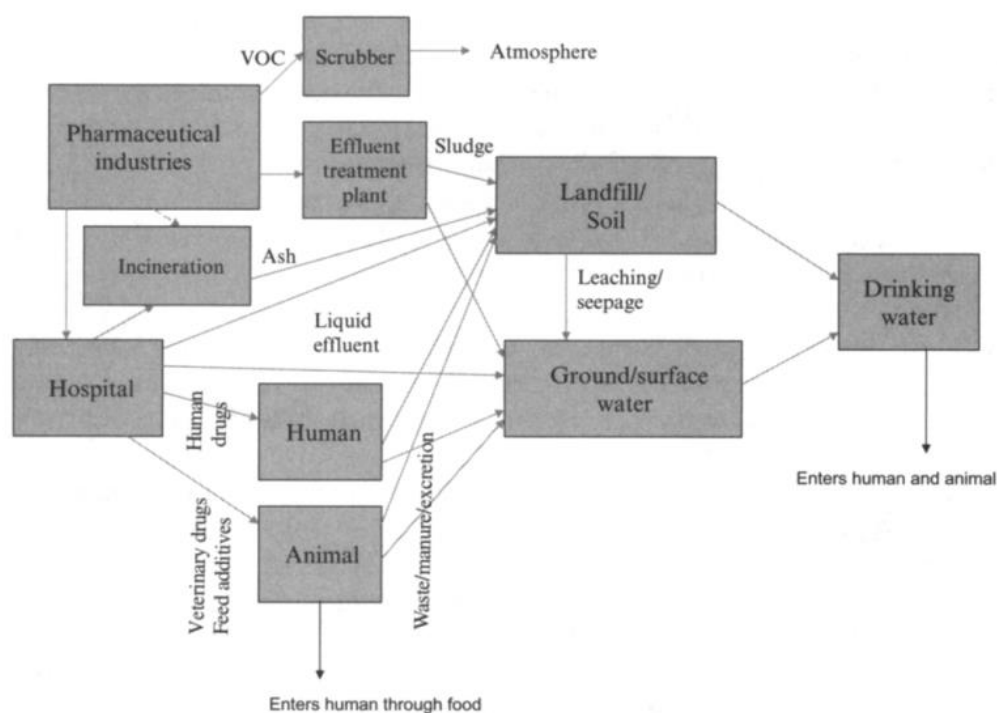 VOC
Scrubber
Atmosphere
Pharmaceutical
industries
Effluent
treatment
plant
Sludge
Landfill/
Soil
Incineration
Ash
Leaching/
seepage
Drinking
water
Liquid
effluent
Hospital
Ground/surface
water
Human
drugs
Human
Waste/manure/excretion
Enters human and animal
Veterinary drugs
Feed additives
Animal
Enters human through food